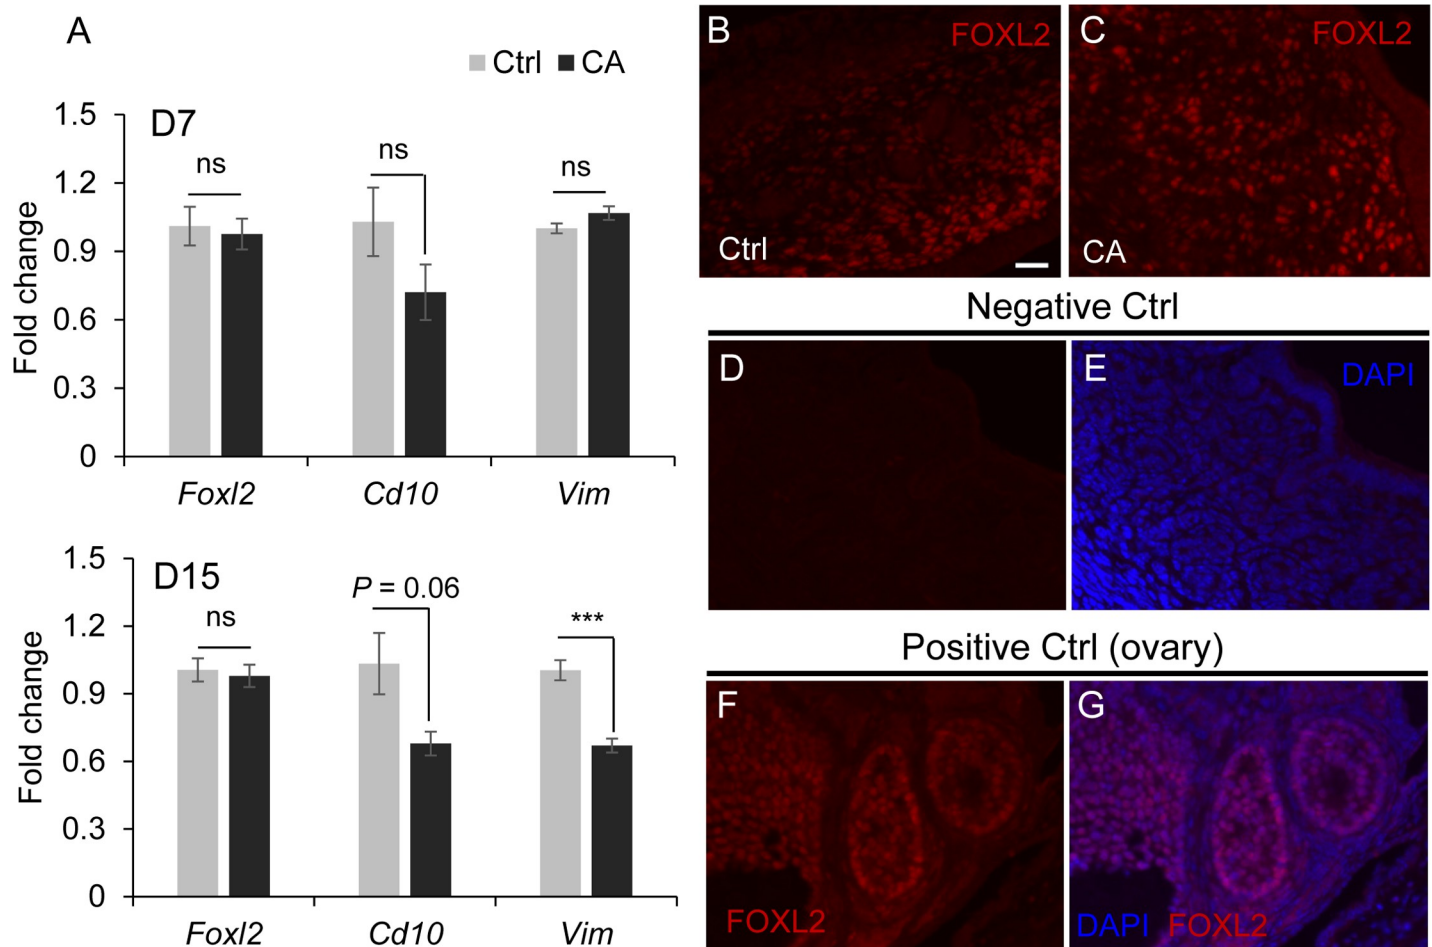 A
Ctrl CA
D7
Fold change
1.5
1.2
0.9
0.6
0.3
0
ns
ns
ns
Foxl2 Cd10 Vim
D15
Fold change
1.5
1.2
0.9
0.6
0.3
0
ns
P = 0.06
***
Foxl2 Cd10 Vim
B FOXL2
Ctrl
C FOXL2
CA
Negative Ctrl
D
E DAPI
Positive Ctrl (ovary)
F
FOXL2
G
DAPI FOXL2